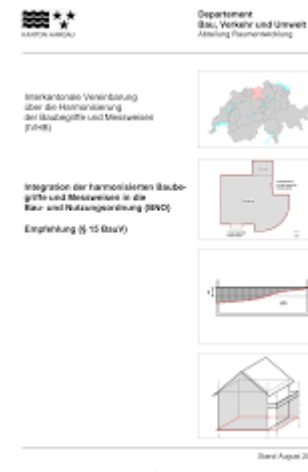 KANTON AARGAU
Departement
Bau, Verkehr und Umwelt
Abteilung Raumentwicklung
Interkantonale Vereinbarung
über die Harmonisierung
der Baubegriffe und Messweisen
(IVHB)
Integration der harmonisierten Baube-
griffe und Messweisen in die
Bau- und Nutzungsordnung (BNO)
Empfehlung (§ 15 BauV)
Stand August